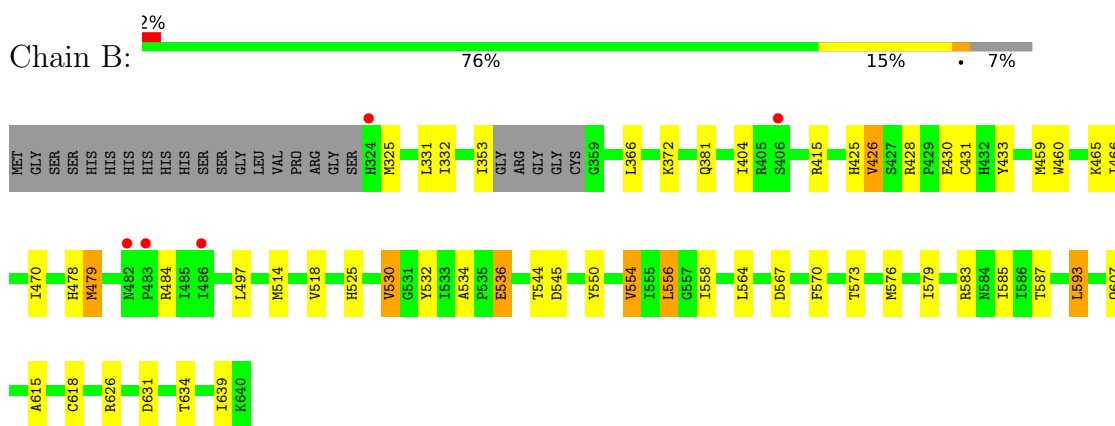 2%
Chain B:
76% 15% • 7%
MET GLY SER SER HIS HIS HIS HIS HIS HIS SER SER GLY LEU VAL PRO ARG GLY SER H324 M325 L331 I332 I353 GLY ARG GLY GLY CYS G359 L366 K372 Q381 I404 R405 S406 R415 H425 V426 S427 R428 P429 E430 C431 H432 Y433 M459 W460 K465 I466
I470 H478 M479 N482 P483 R484 I485 I486 L497 M514 V518 H525 V530 G531 Y532 I533 A534 P535 E536 T544 D545 Y550 V554 I555 L556 G557 I558 L564 D567 F570 T573 M576 I579 R583 N584 I585 I586 T587 L593
A615 C618 R626 D631 T634 I639 K640